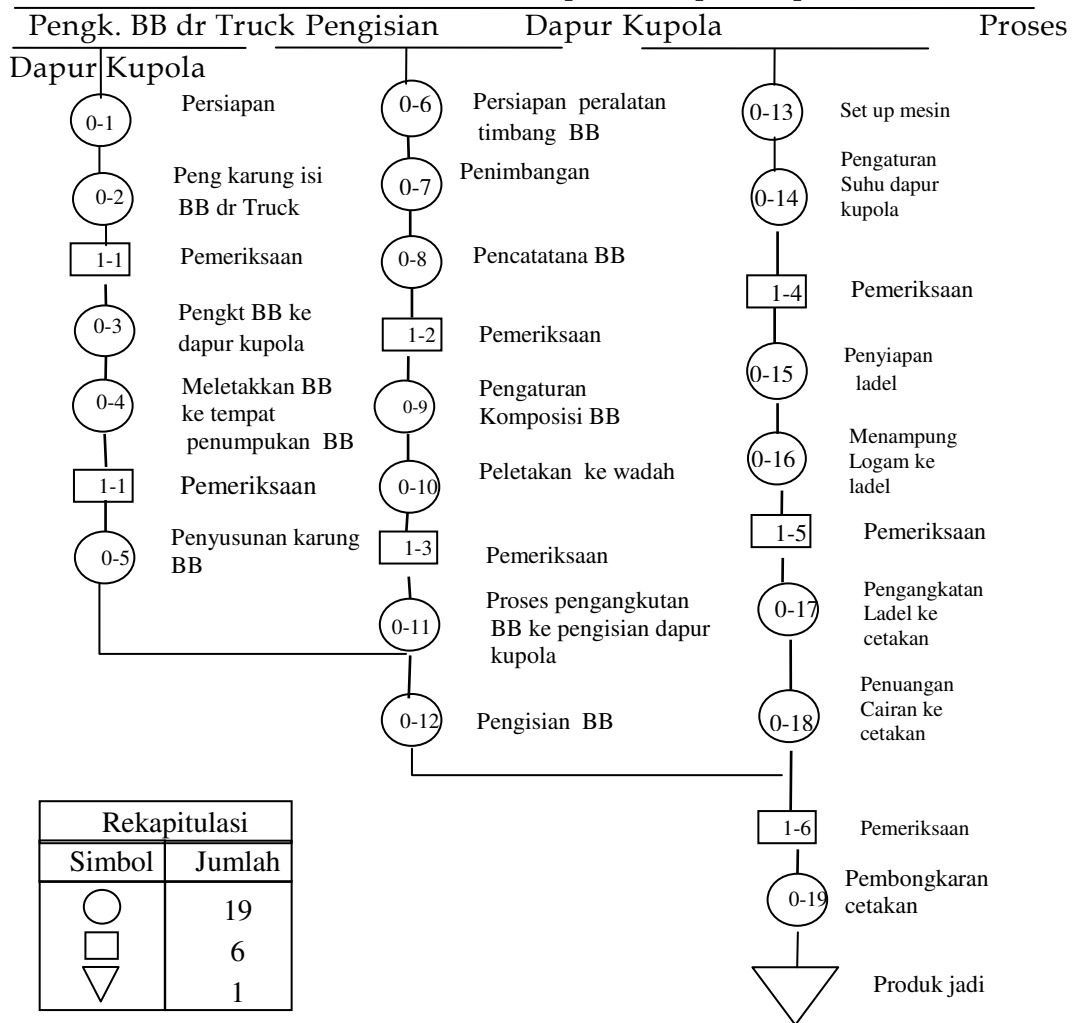 Pengk. BB dr Truck Pengisian Dapur Kupola Proses
Dapur Kupola
0-1
Persiapan
0-2
Peng karung isi
BB dr Truck
1-1
Pemeriksaan
0-3
Pengkt BB ke
dapur kupola
0-4
Meletakkan BB
ke tempat
penumpukan BB
1-1
Pemeriksaan
0-5
Penyusunan karung
BB
0-6
Persiapan peralatan
timbang BB
0-7
Penimbangan
0-8
Pencatatana BB
1-2
Pemeriksaan
0-9
Pengaturan
Komposisi BB
0-10
Peletakan ke wadah
1-3
Pemeriksaan
0-11
Proses pengangkutan
BB ke pengisian dapur
kupola
0-12
Pengisian BB
0-13
Set up mesin
0-14
Pengaturan
Suhu dapur
kupola
1-4
Pemeriksaan
0-15
Penyiapan
ladel
0-16
Menampung
Logam ke
ladel
1-5
Pemeriksaan
0-17
Pengangkatan
Ladel ke
cetakan
0-18
Penuangan
Cairan ke
cetakan
1-6
Pemeriksaan
0-19
Pembongkaran
cetakan
Produk jadi
Rekapitulasi
Simbol Jumlah
19
6
1